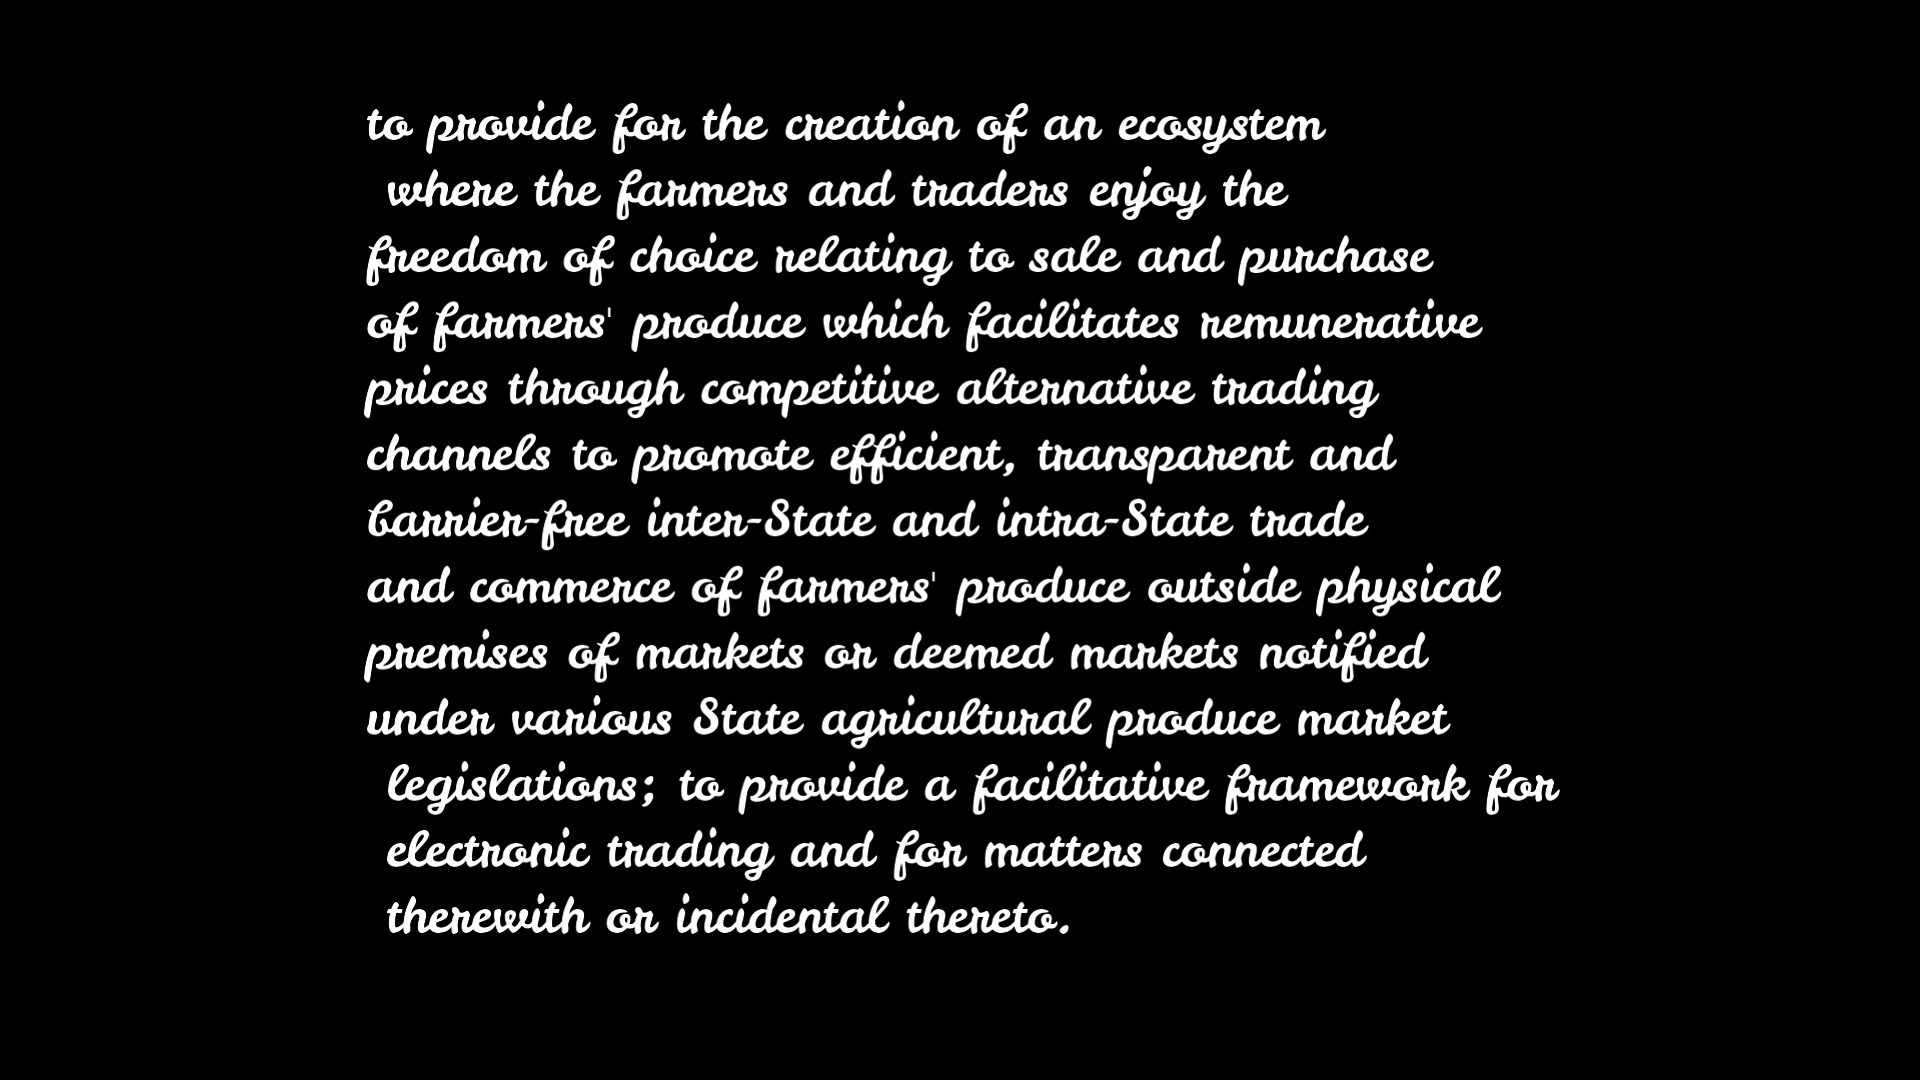 to provide for the creation of an ecosystem
where the farmers and traders enjoy the
freedom of choice relating to sale and purchase
of farmers' produce which facilitates remunerative
prices through competitive alternative trading
channels to promote efficient, transparent and
barrier-free inter-State and intra-State trade
and commerce of farmers' produce outside physical
premises of markets or deemed markets notified
under various State agricultural produce market
legislations; to provide a facilitative framework for
electronic trading and for matters connected
therewith or incidental thereto.